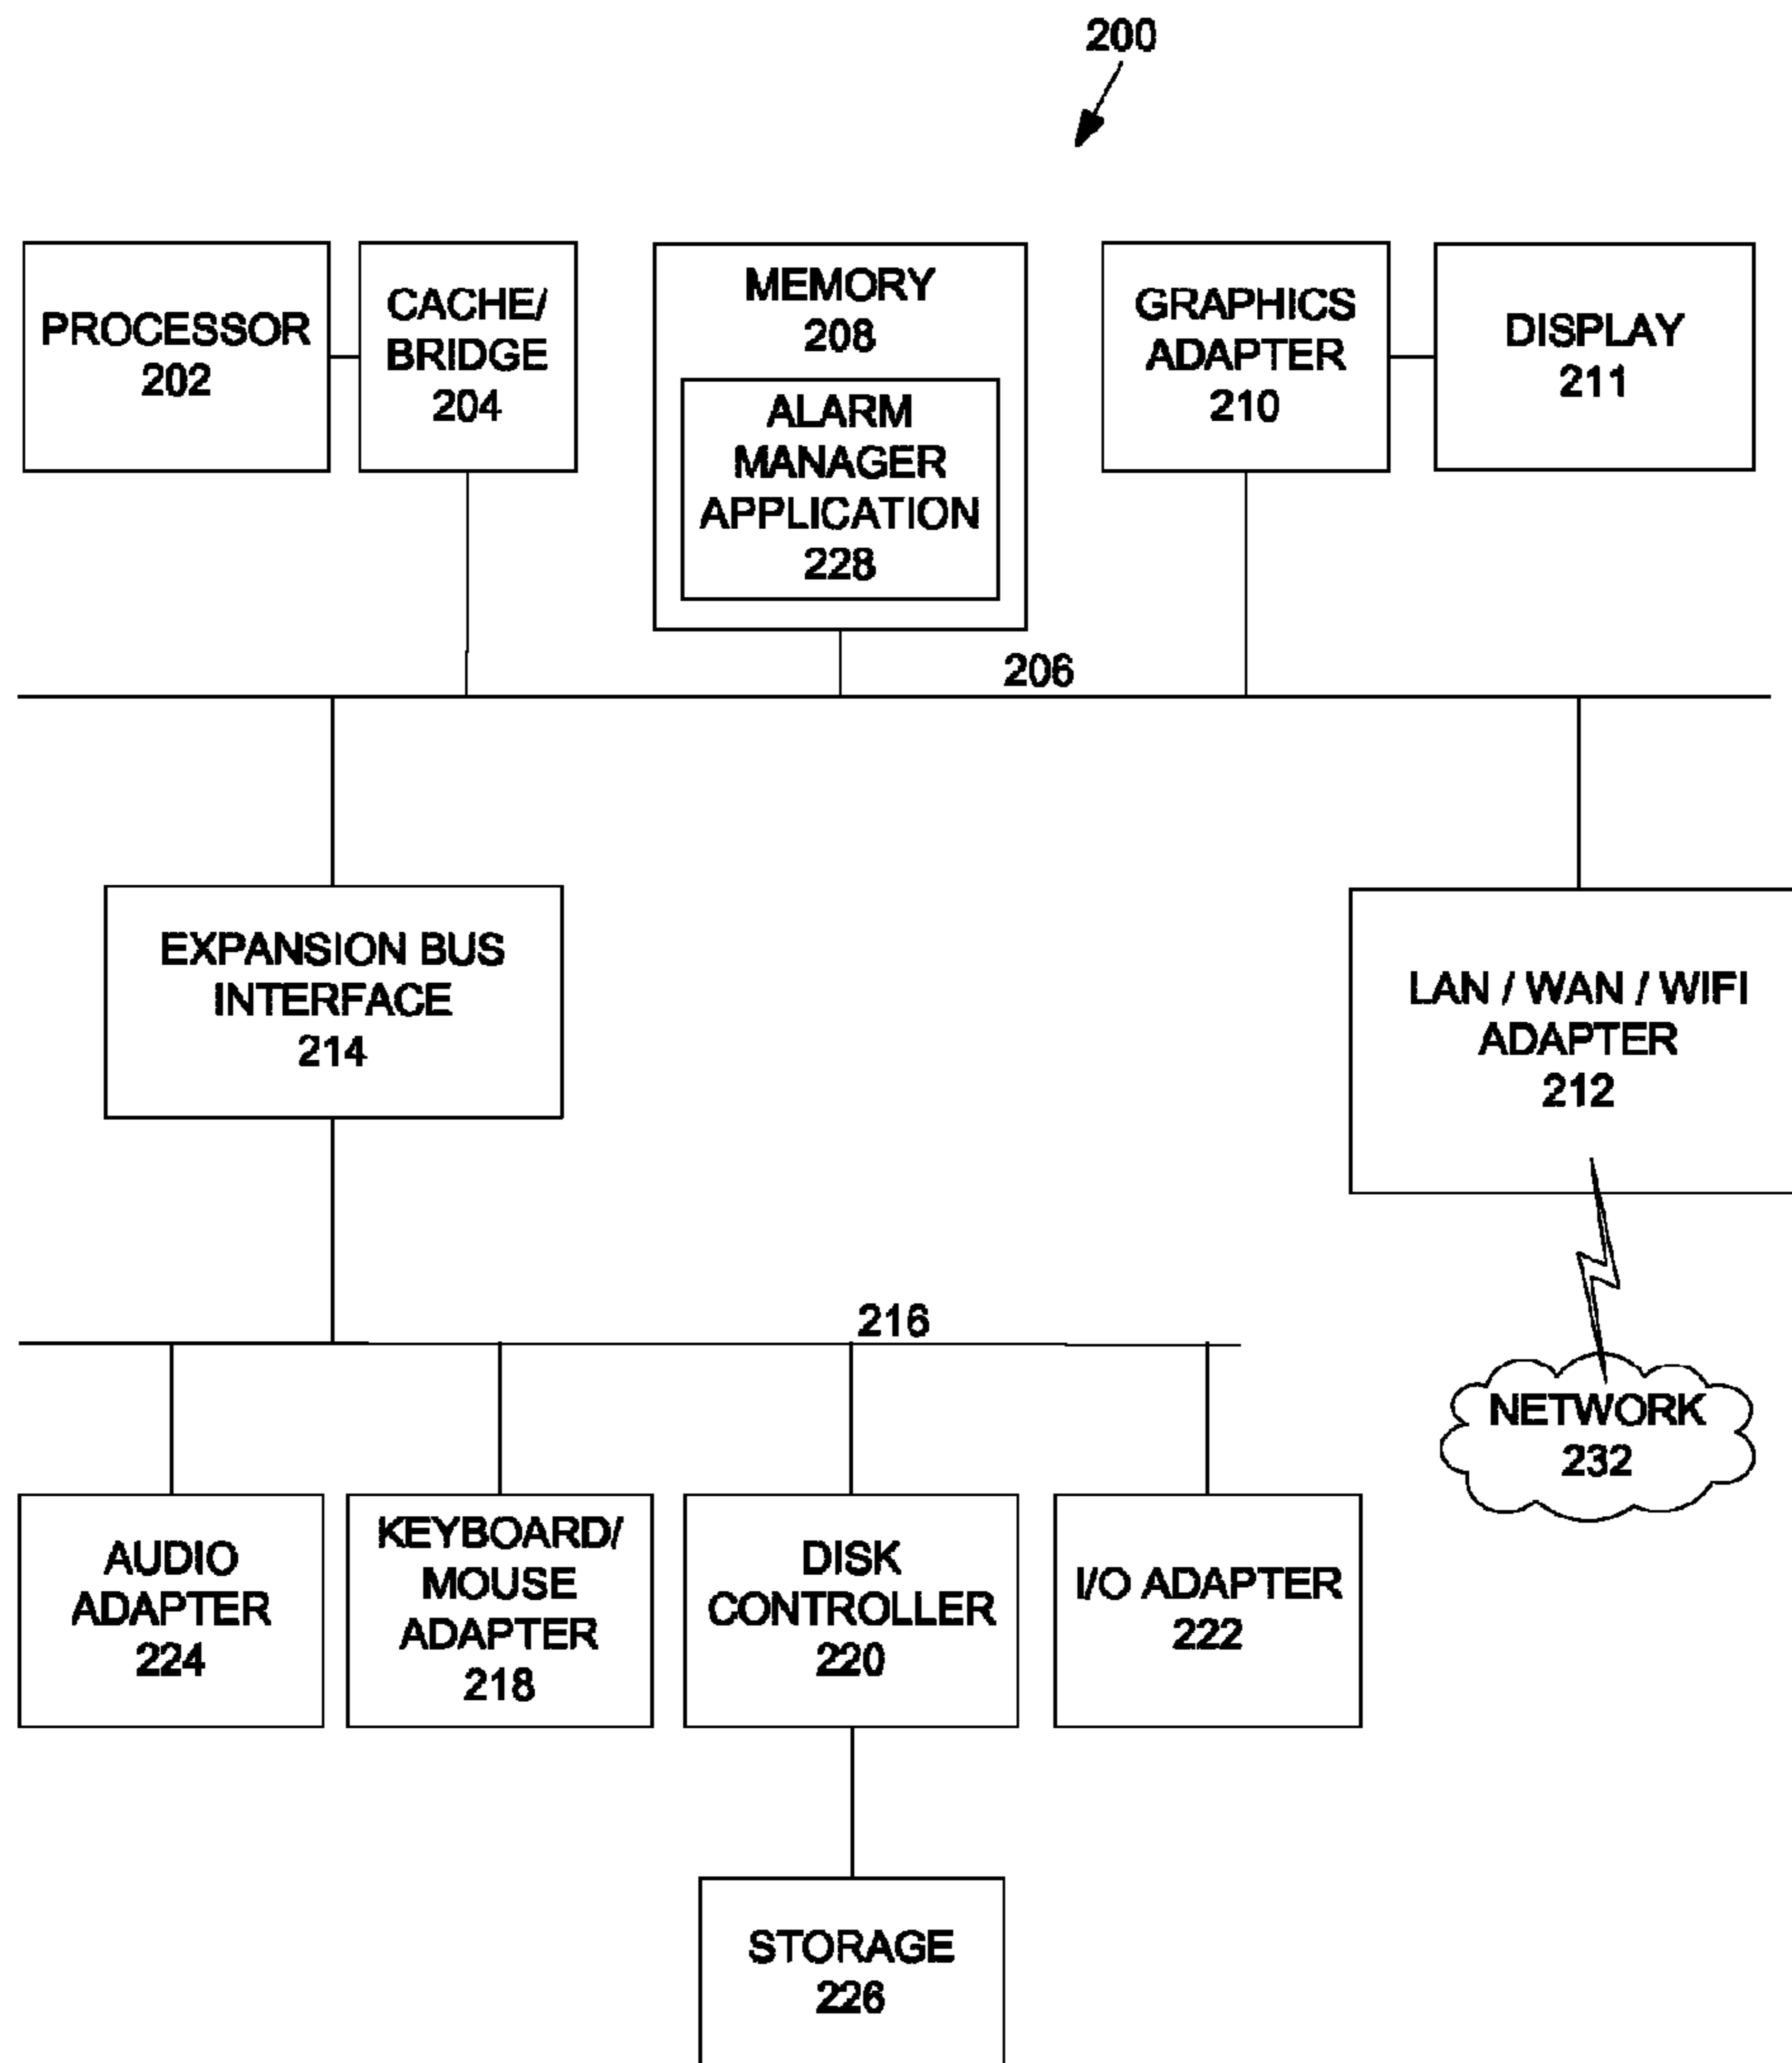 200
PROCESSOR
202
CACHE/
BRIDGE
204
MEMORY
208
ALARM
MANAGER
APPLICATION
228
GRAPHICS
ADAPTER
210
DISPLAY
211
206
EXPANSION BUS
INTERFACE
214
LAN / WAN / WIFI
ADAPTER
212
216
NETWORK
232
AUDIO
ADAPTER
224
KEYBOARD/
MOUSE
ADAPTER
218
DISK
CONTROLLER
220
I/O ADAPTER
222
STORAGE
226